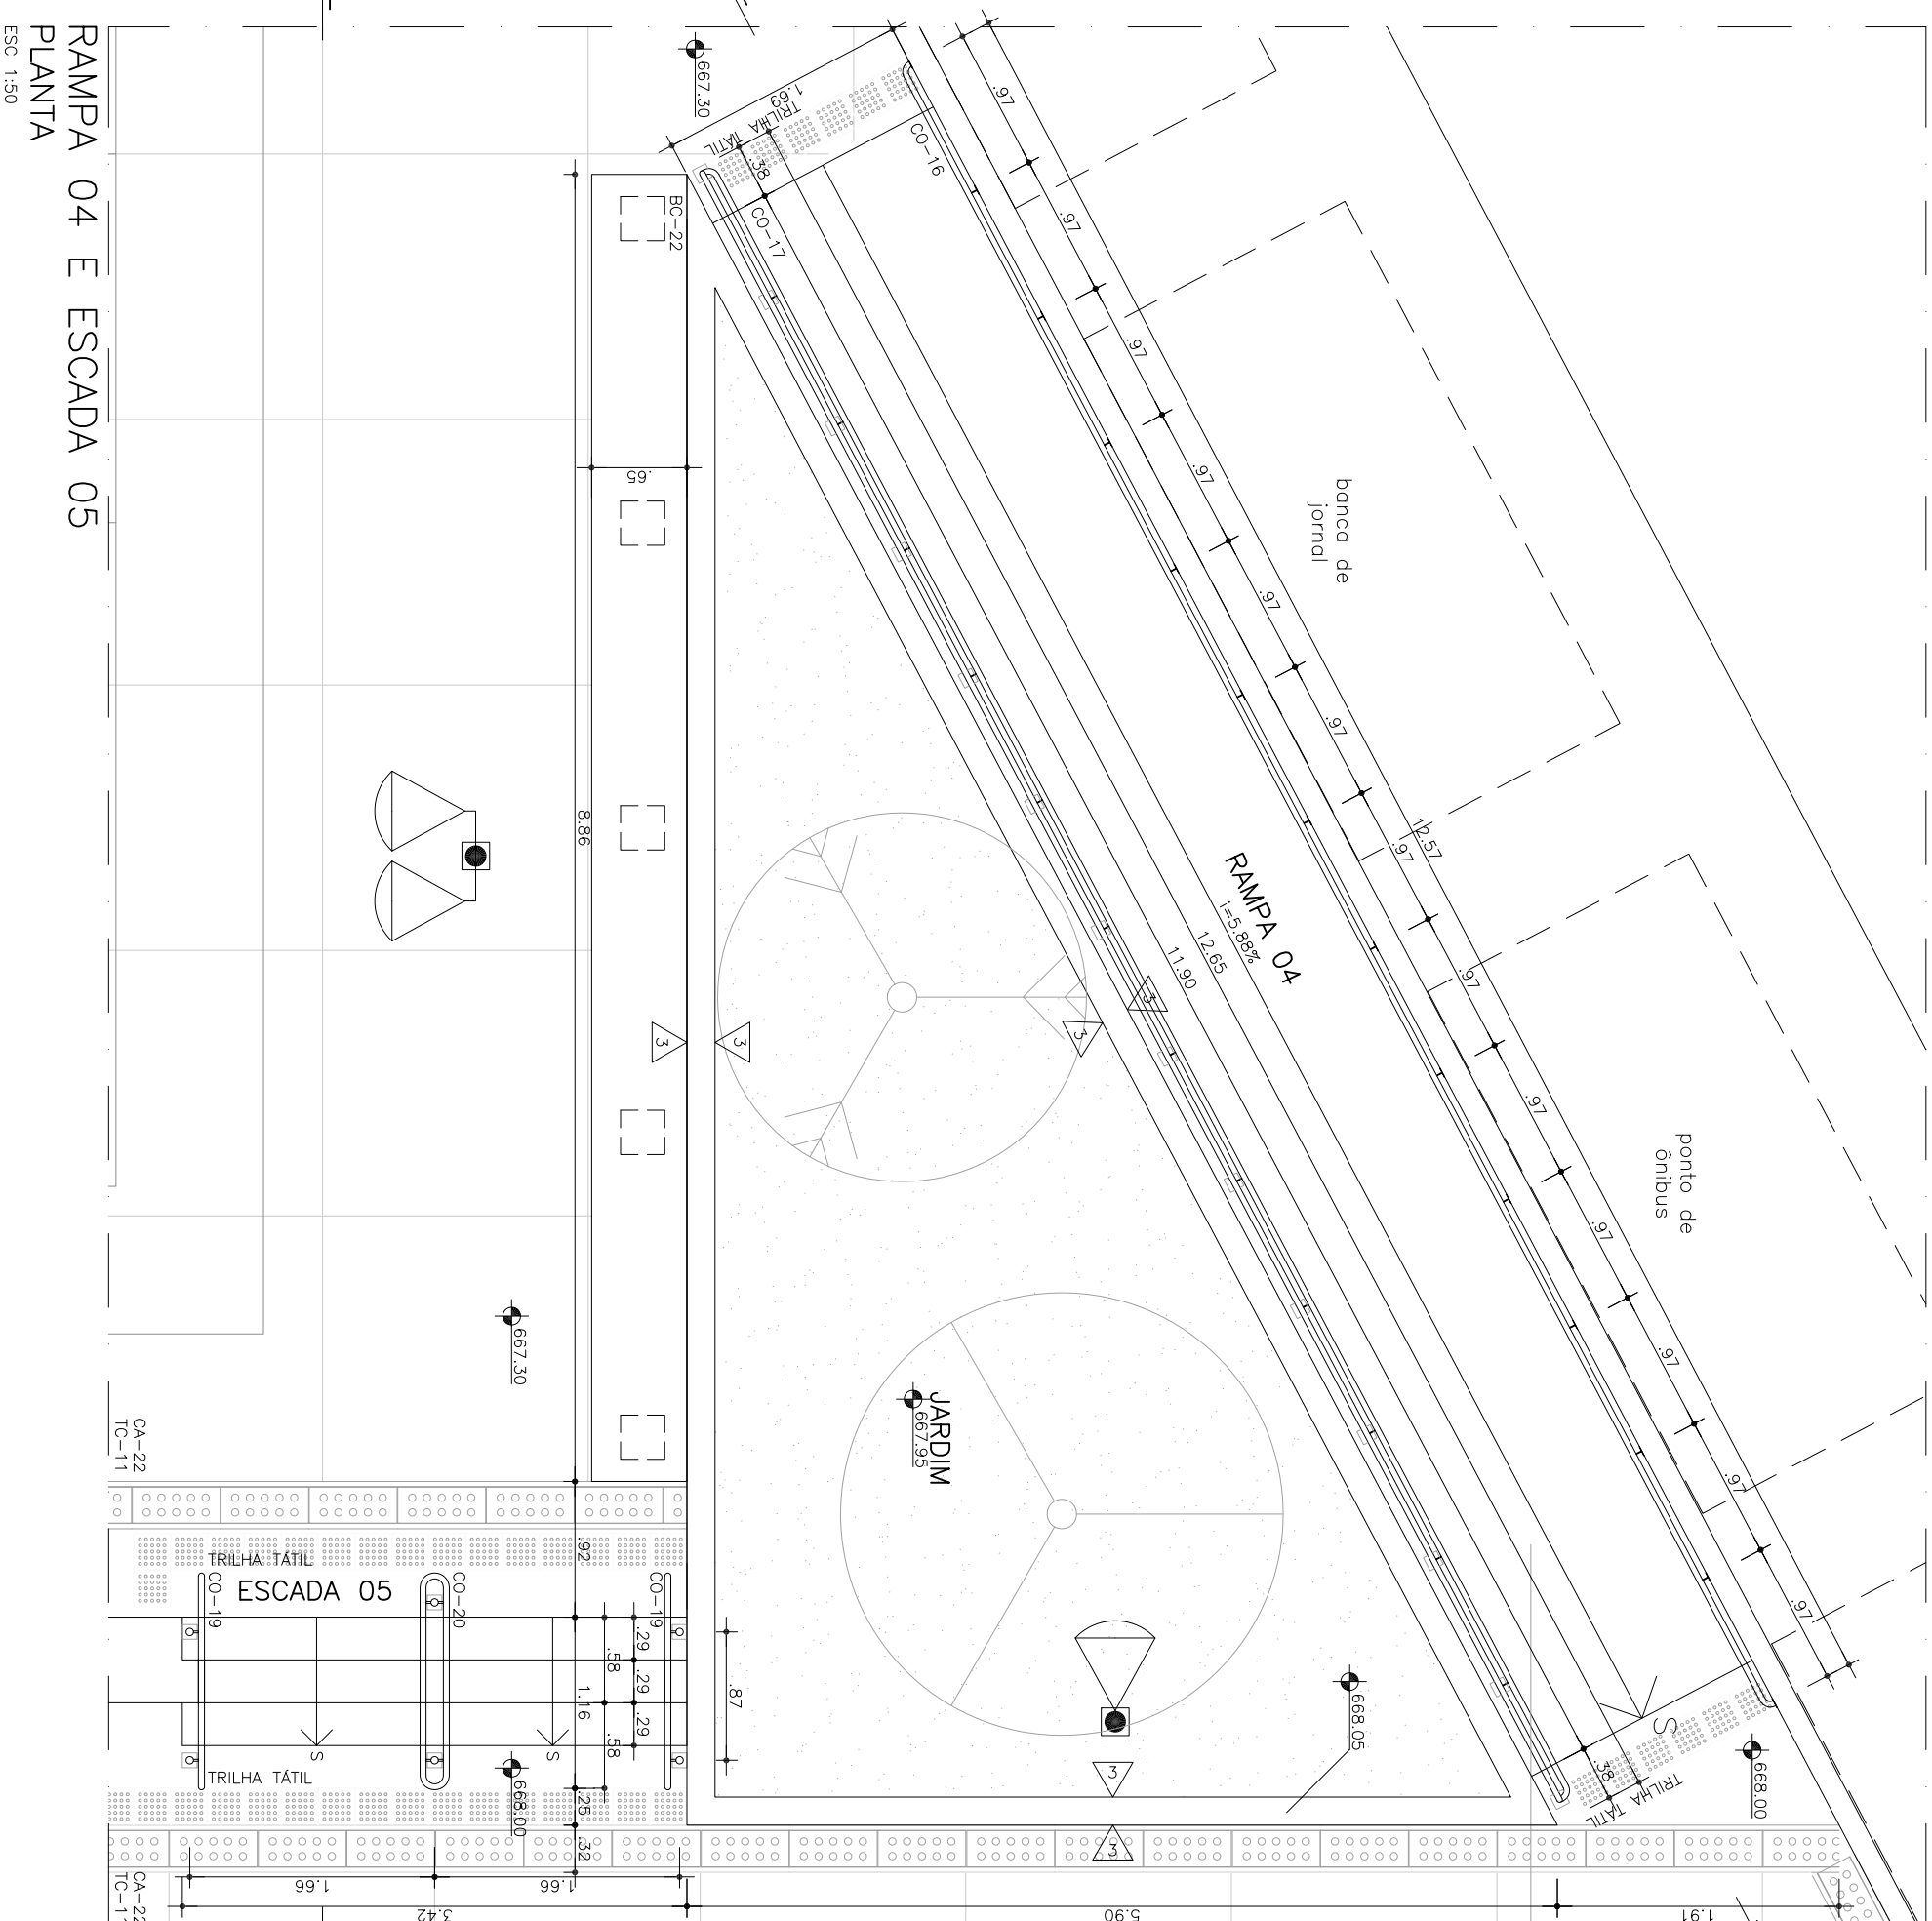 RAMPA 04 E ESCADA 05
PLANTA
ESC 1:50
667.30
1.69
TRILHA TÁTIL
.38
CO-16
CO-17
BC-22
.65
8.86
.97
.97
.97
.97
.97
.97
.97
.97
.97
.97
.97
.97
.97
12.57
banca de
jornal
ponto de
ônibus
RAMPA 04
i=5.88%
12.65
11.90
3
3
3
3
JARDIM
667.95
668.05
3
3
S
.38
TRILHA TÁTIL
668.00
667.30
CA-22
TC-11
TRILHA TÁTIL
ESCADA 05
CO-19
CO-20
CO-19
.92
.29
.29
.29
.58
.58
1.16
.87
S
S
TRILHA TÁTIL
668.00
.25
.32
CA-22
1.66
1.66
3.42
5.90
1.91